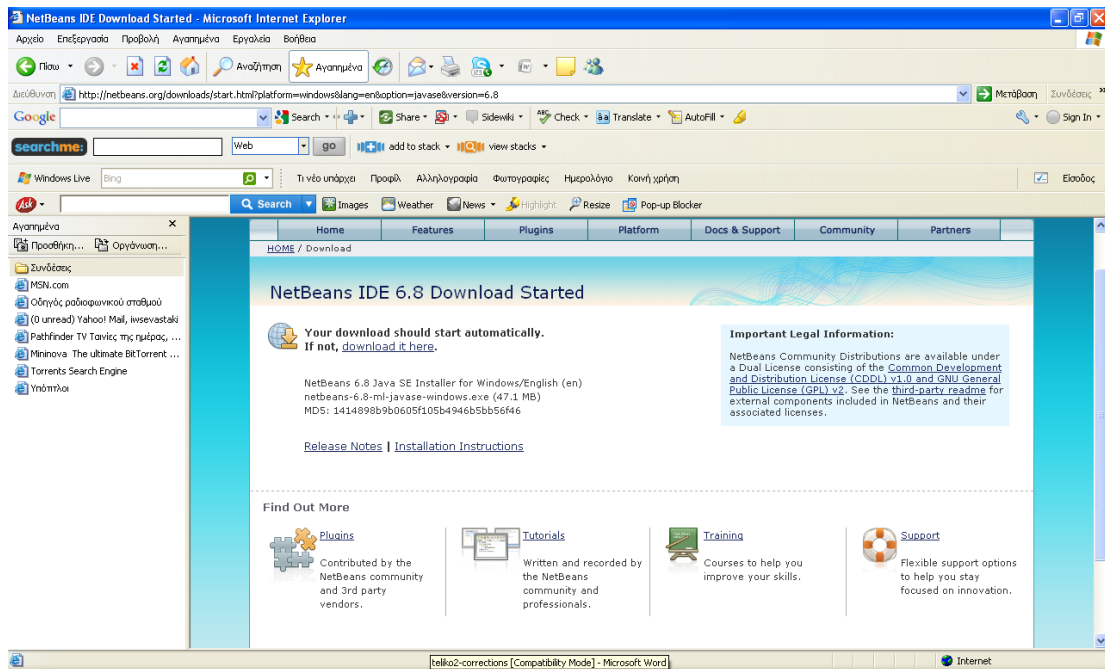 NetBeans IDE Download Started - Microsoft Internet Explorer
Αρχείο Επεξεργασία Προβολή Αγαπημένα Εργαλεία Βοήθεια
Πίσω Αναζήτηση Αγαπημένα
Διεύθυνση http://netbeans.org/downloads/start.html?platform=windows&lang=en&option=javase&version=6.8 Μετάβαση Συνδέσεις »
Google Search Share Sidewiki ABC Check âa Translate AutoFill Sign In
searchme: Web go add to stack view stacks
Windows Live Bing Τι νέο υπάρχει Προφίλ Αλληλογραφία Φωτογραφίες Ημερολόγιο Κοινή χρήση Είσοδος
Ask Search Images Weather News Highlight Resize Pop-up Blocker
Αγαπημένα
Προσθήκη... Οργάνωση...
Συνδέσεις
MSN.com
Οδηγός ραδιοφωνικού σταθμού
(0 unread) Yahoo! Mail, iwsevastaki
Pathfinder TV Ταινίες της ημέρας, ...
Mininova The ultimate BitTorrent ...
Torrents Search Engine
Υπότιτλοι
Home Features Plugins Platform Docs & Support Community Partners
HOME / Download
NetBeans IDE 6.8 Download Started
Your download should start automatically.
If not, download it here.
NetBeans 6.8 Java SE Installer for Windows/English (en)
netbeans-6.8-ml-javase-windows.exe (47.1 MB)
MD5: 1414898b9b0605f105b4946b5bb56f46
Release Notes | Installation Instructions
Important Legal Information:
NetBeans Community Distributions are available under
a Dual License consisting of the Common Development
and Distribution License (CDDL) v1.0 and GNU General
Public License (GPL) v2. See the third-party readme for
external components included in NetBeans and their
associated licenses.
Find Out More
Plugins
Contributed by the
NetBeans community
and 3rd party
vendors.
Tutorials
Written and recorded by
the NetBeans
community and
professionals.
Training
Courses to help you
improve your skills.
Support
Flexible support options
to help you stay
focused on innovation.
teliko2-corrections [Compatibility Mode] - Microsoft Word
Internet